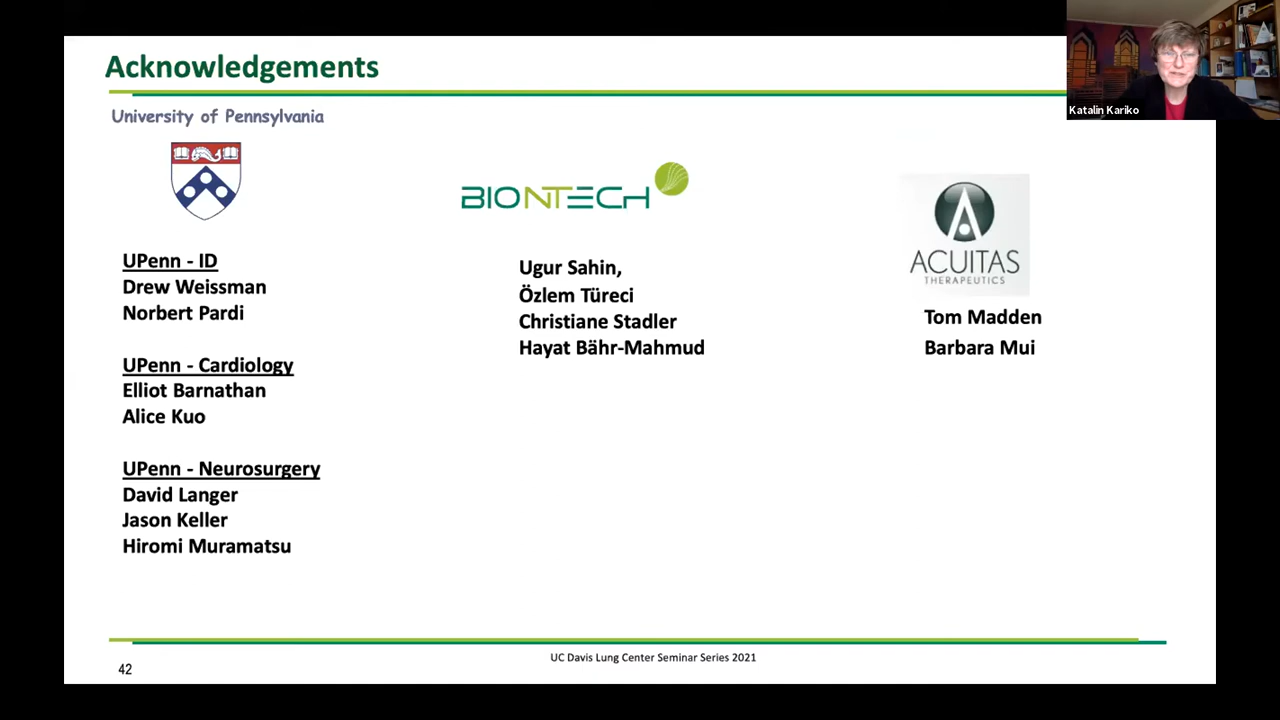 Acknowledgements
Katalin Kariko
University of Pennsylvania
BIONTECH
ACUITAS
THERAPEUTICS
UPenn - ID
Drew Weissman
Norbert Pardi
UPenn - Cardiology
Elliot Barnathan
Alice Kuo
UPenn - Neurosurgery
David Langer
Jason Keller
Hiromi Muramatsu
Ugur Sahin,
Özlem Türeci
Christiane Stadler
Hayat Bähr-Mahmud
Tom Madden
Barbara Mui
UC Davis Lung Center Seminar Series 2021
42